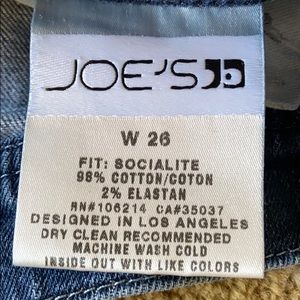 JOE'S
W 26
FIT: SOCIALITE
98% COTTON/COTON
2% ELASTAN
RN#106214 CA#35037
DESIGNED IN LOS ANGELES
DRY CLEAN RECOMMENDED
MACHINE WASH COLD
INSIDE OUT WITH LIKE COLORS